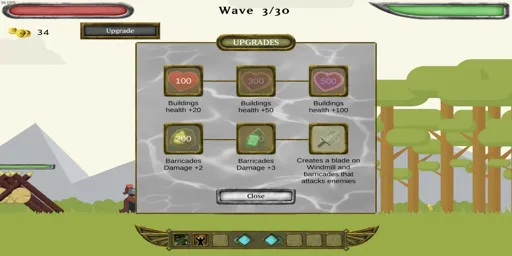 Wave 3/30
34
Upgrade
UPGRADES
100
300
500
Buildings
health +20
Buildings
health +50
Buildings
health +100
200
Barricades
Damage +2
Barricades
Damage +3
Creates a blade on
Windmill and
barricades that
attacks enemies
Close